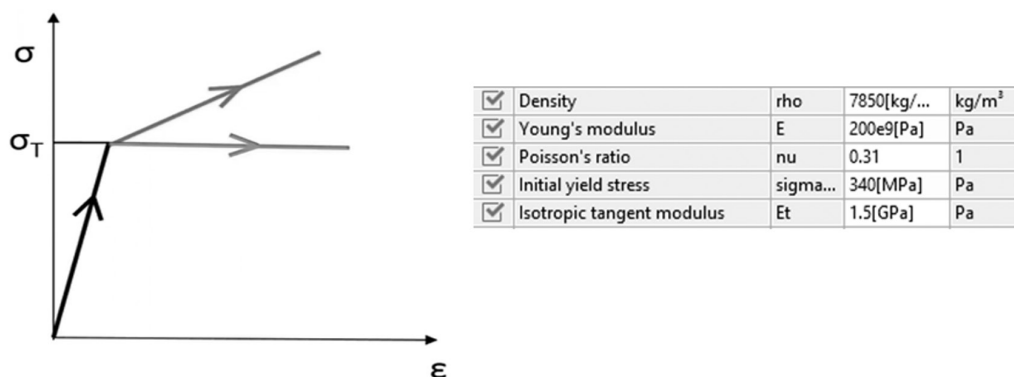 σ
σT
ε
Density rho 7850[kg/... kg/m³
Young's modulus E 200e9[Pa] Pa
Poisson's ratio nu 0.31 1
Initial yield stress sigma... 340[MPa] Pa
Isotropic tangent modulus Et 1.5[GPa] Pa